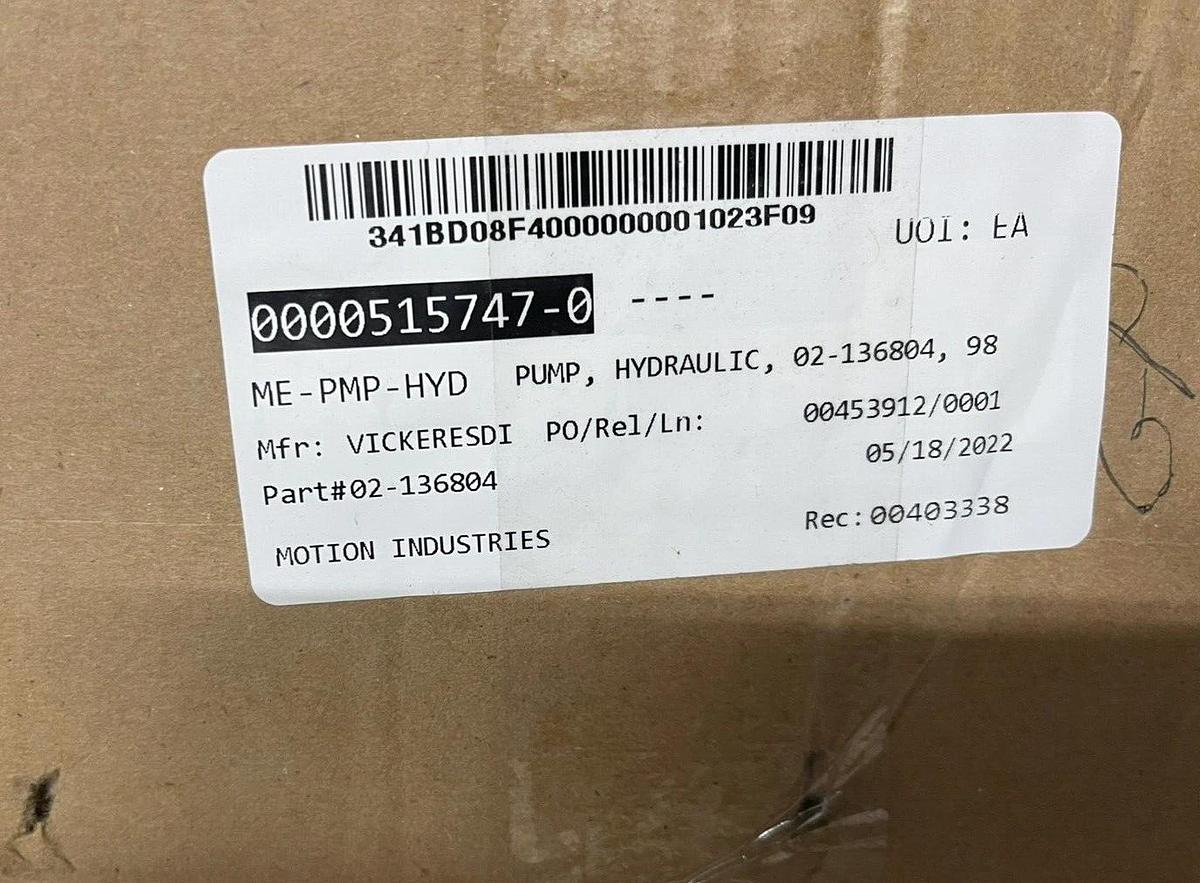 341BD08F4000000001023F09
UOI: EA
0000515747-0 ----
ME-PMP-HYD PUMP, HYDRAULIC, 02-136804, 98
Mfr: VICKERESDI PO/Rel/Ln: 00453912/0001
Part#02-136804 05/18/2022
MOTION INDUSTRIES Rec:00403338